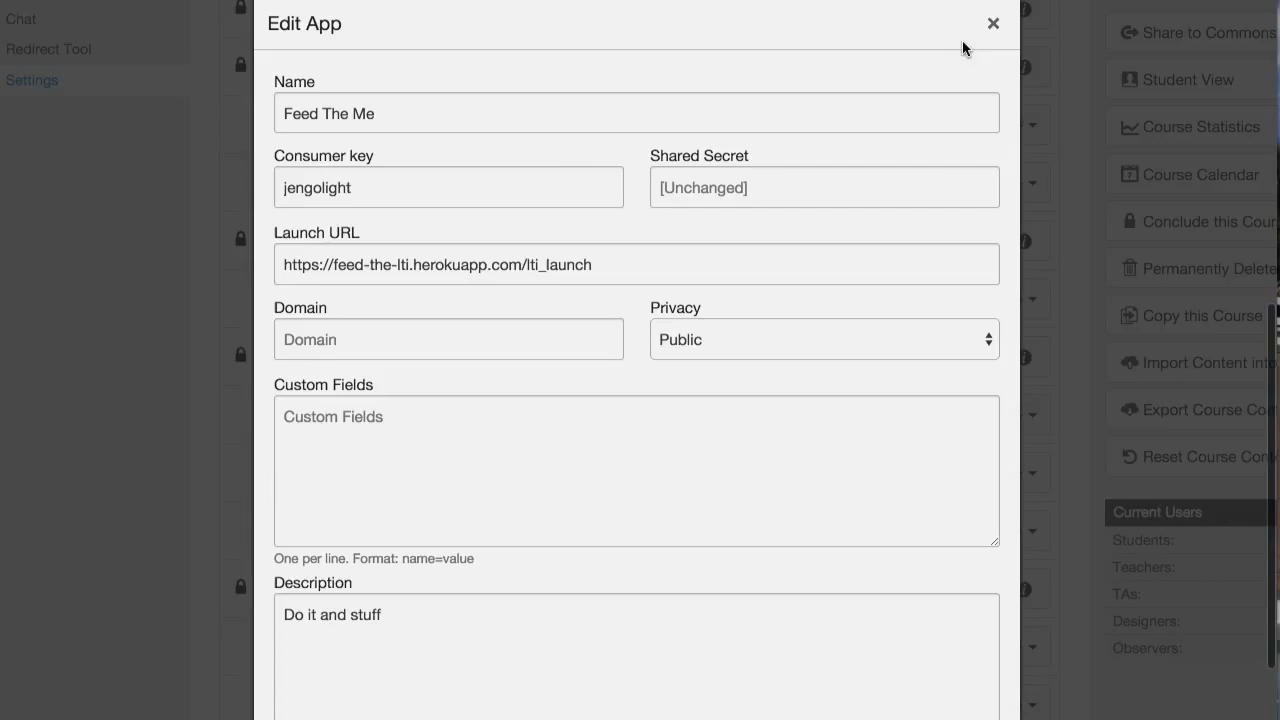 Chat
Redirect Tool
Settings
Edit App
Name
Feed The Me
Consumer key
Shared Secret
jengolight
[Unchanged]
Launch URL
https://feed-the-lti.herokuapp.com/lti_launch
Domain
Privacy
Domain
Public
Custom Fields
Custom Fields
One per line. Format: name=value
Description
Do it and stuff
Share to Commons
Student View
Course Statistics
Course Calendar
Conclude this Cour
Permanently Delete
Copy this Course
Import Content into
Export Course Co
Reset Course Cont
Current Users
Students:
Teachers:
TAs:
Designers:
Observers: